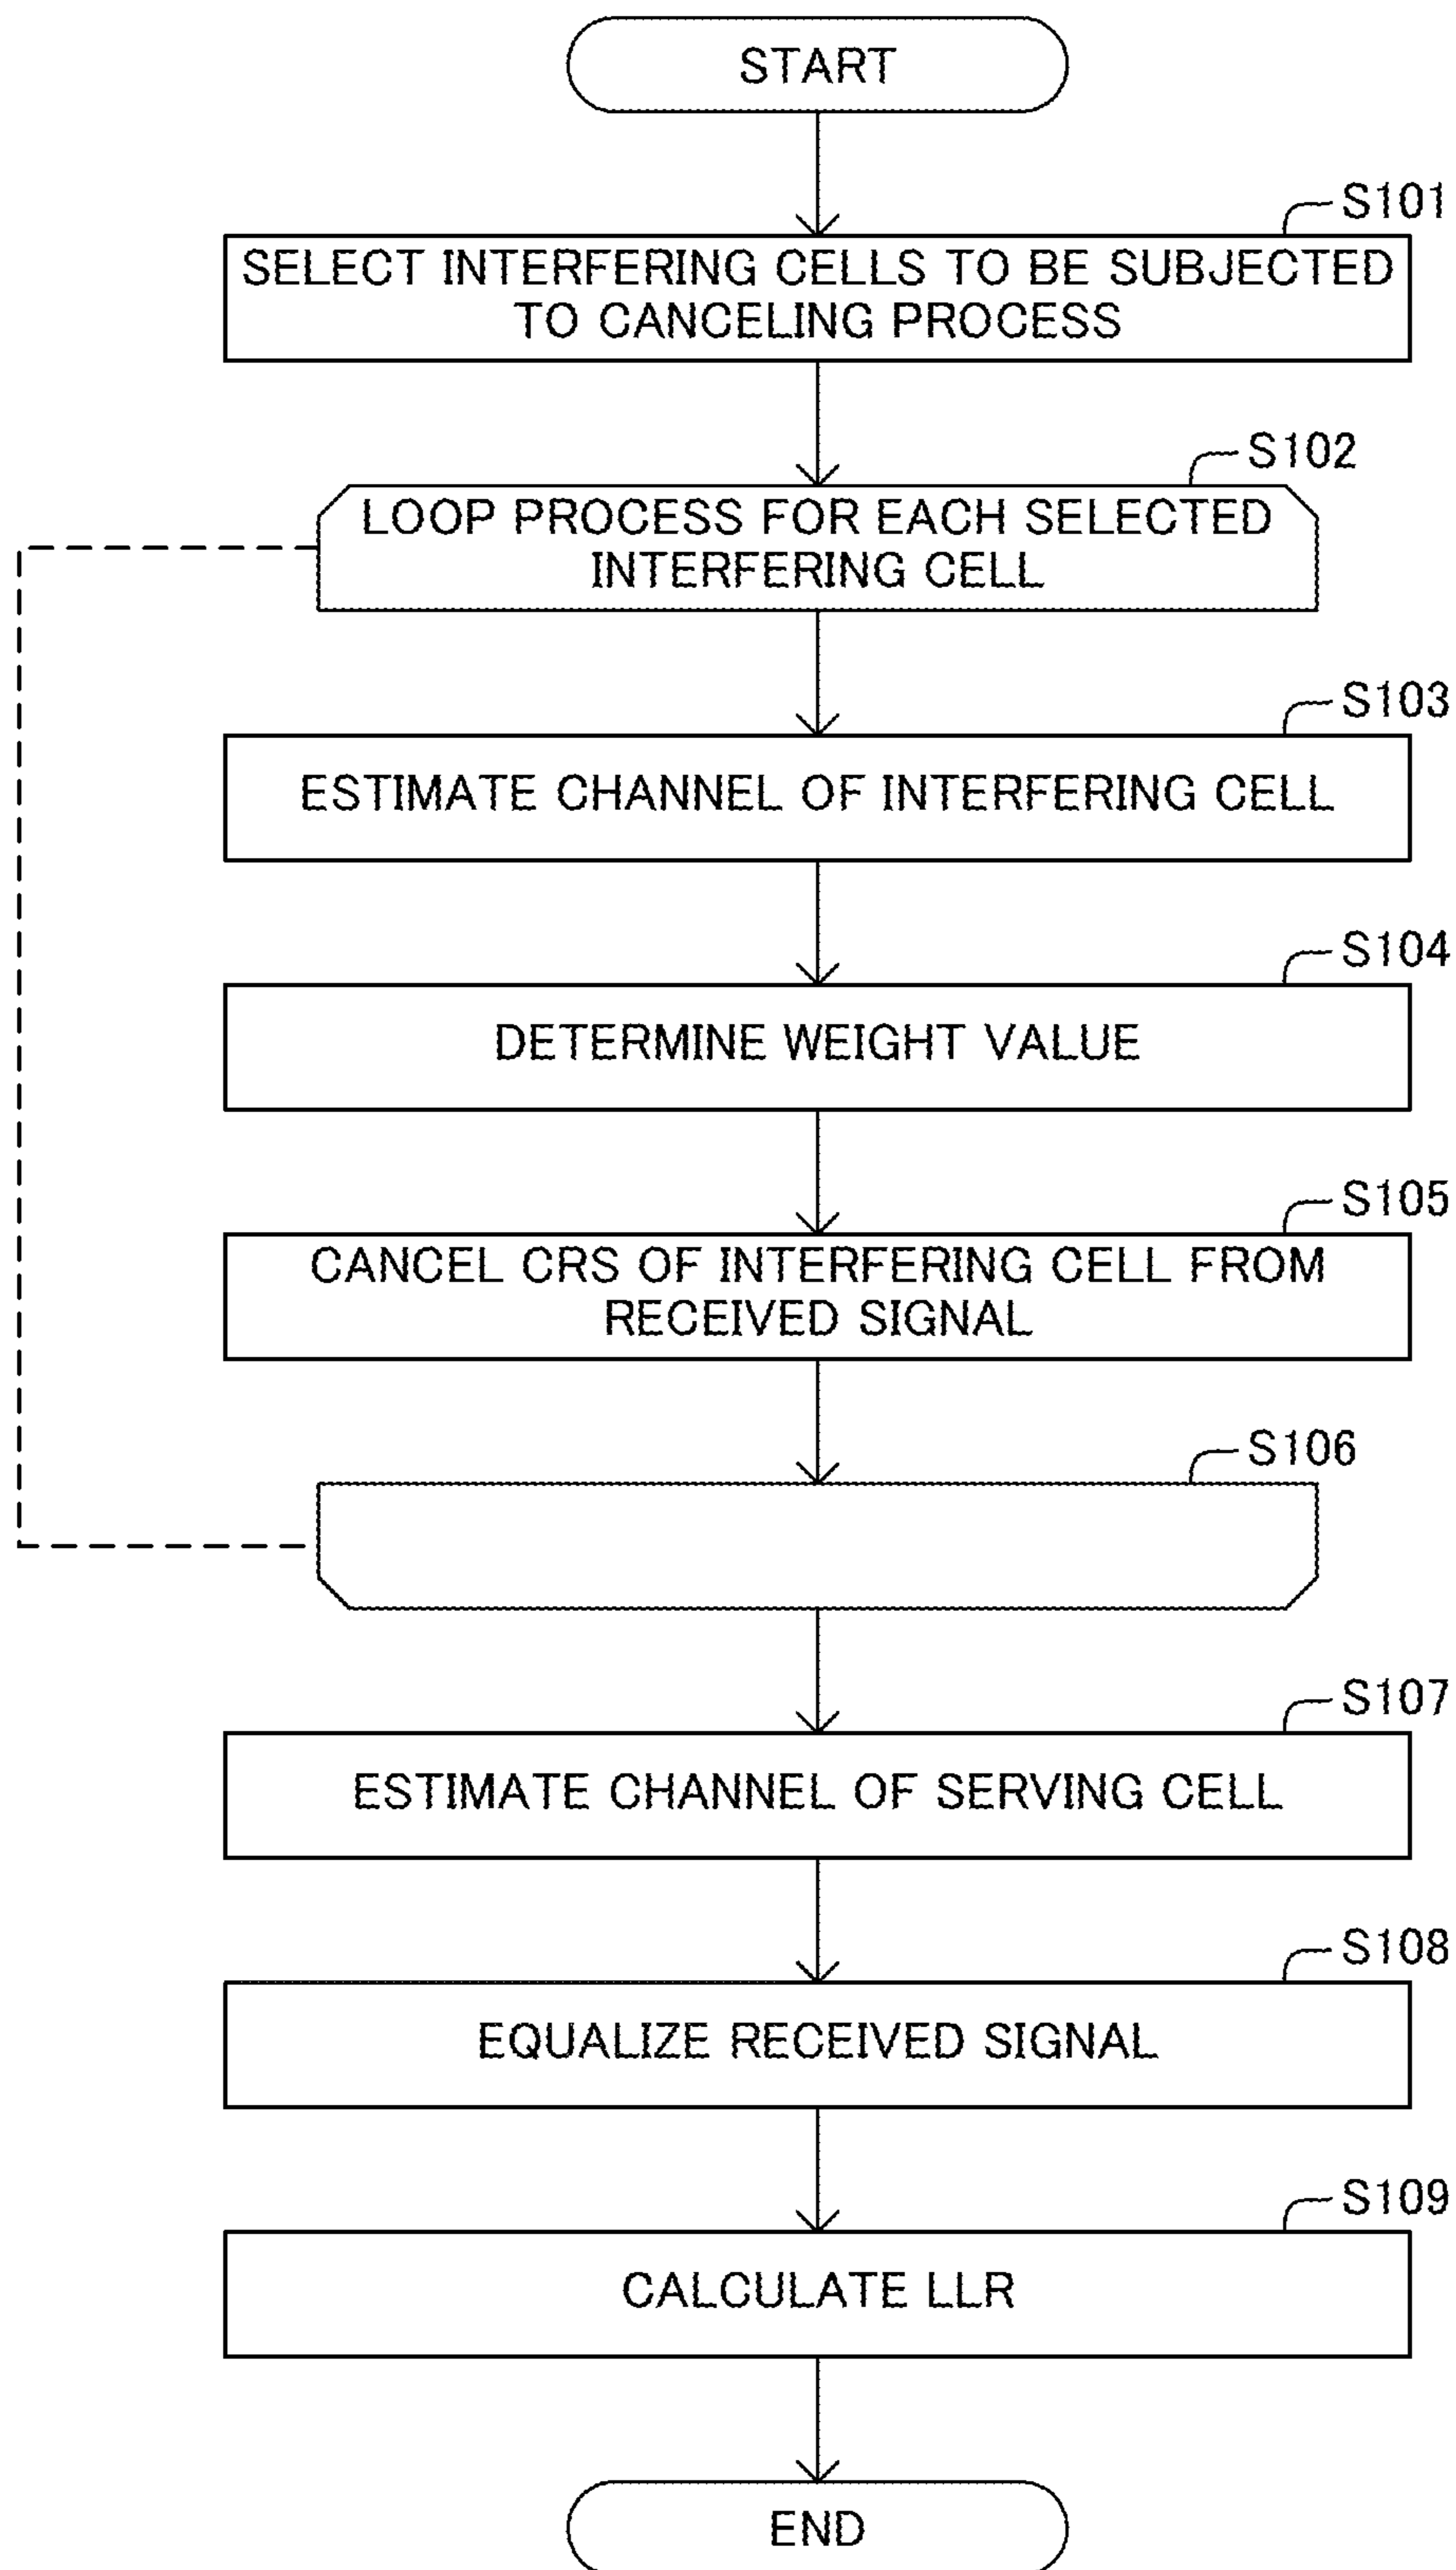 START
S101
SELECT INTERFERING CELLS TO BE SUBJECTED
TO CANCELING PROCESS
S102
LOOP PROCESS FOR EACH SELECTED
INTERFERING CELL
S103
ESTIMATE CHANNEL OF INTERFERING CELL
S104
DETERMINE WEIGHT VALUE
S105
CANCEL CRS OF INTERFERING CELL FROM
RECEIVED SIGNAL
S106
S107
ESTIMATE CHANNEL OF SERVING CELL
S108
EQUALIZE RECEIVED SIGNAL
S109
CALCULATE LLR
END